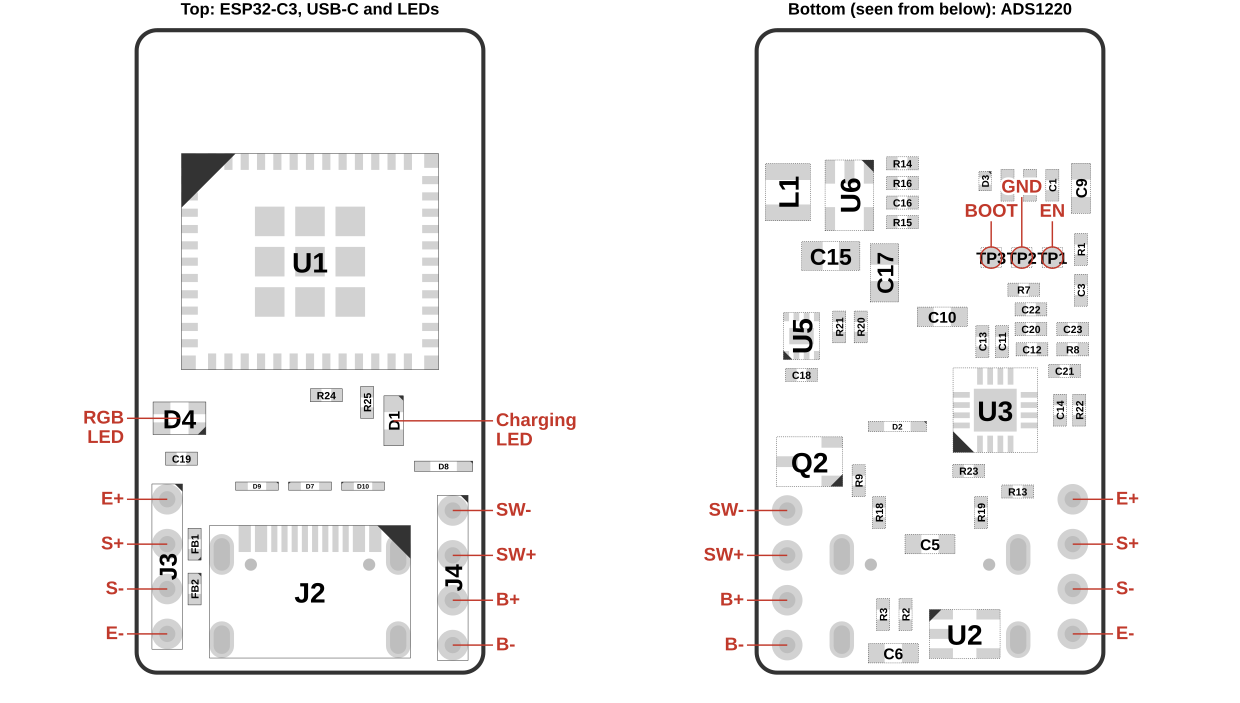 Top: ESP32-C3, USB-C and LEDs
U1
R24
R25
D1
RGB
LED
D4
Charging
LED
C19
D8
D9
D7
D10
E+
S+
S-
E-
J3
FB1
FB2
J2
J4
SW-
SW+
B+
B-
Bottom (seen from below): ADS1220
L1
U6
R14
R16
C16
R15
D3
GND
C1
C9
BOOT
EN
TP3
TP2
TP1
R1
C15
C17
R7
C3
C22
C10
U5
R21
R20
C13
C11
C20
C23
C12
R8
C18
C21
U3
C14
R22
D2
Q2
R9
R23
R13
R18
R19
SW-
SW+
B+
B-
C5
E+
S+
S-
E-
R3
R2
U2
C6